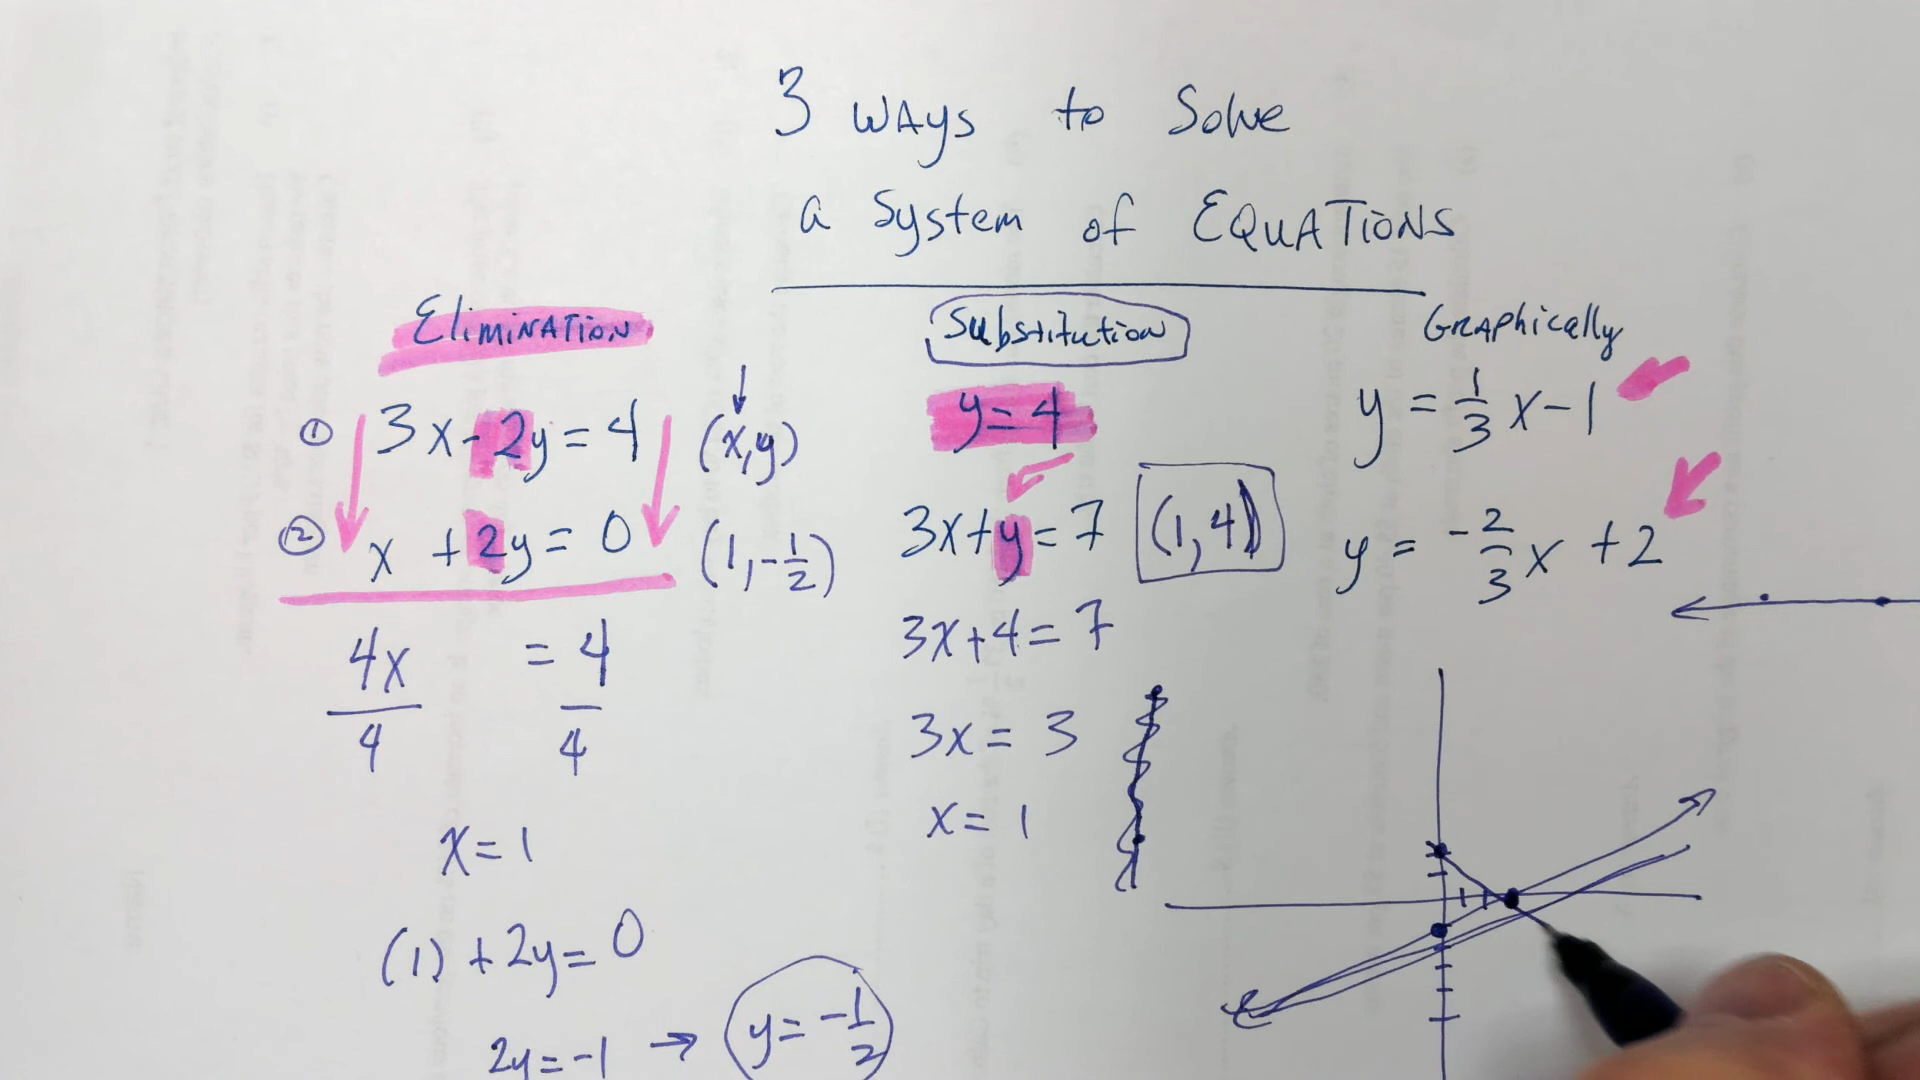 3 WAys to Solve
a System of EQUATIONS
ELiMiNATiON
① 3x-2y=4
(x,y)
② x +2y=0
(1,-1/2)
4x/4 = 4/4
x=1
(1)+2y=0
2y=-1 → y=-1/2
Substitution
y=4
3x+y=7
(1,4)
3x+4=7
3x=3
x=1
GRAphically
y=1/3x-1
y=-2/3x+2